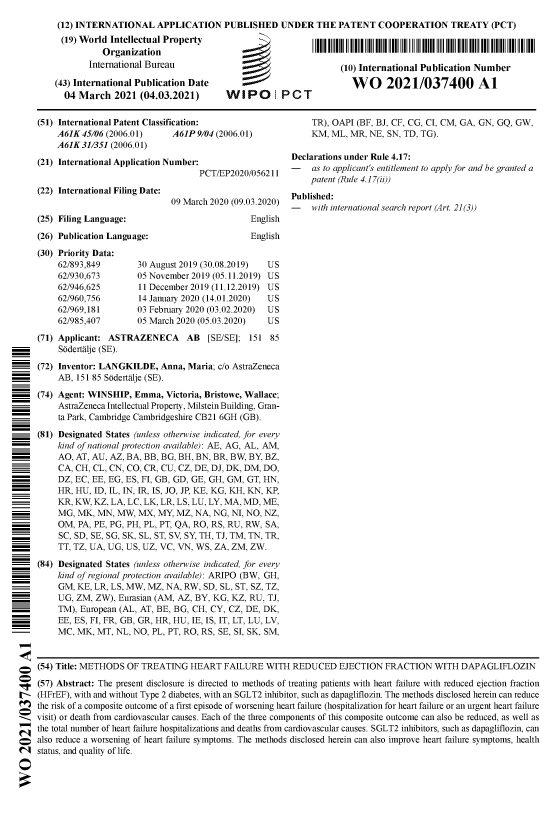 (12) INTERNATIONAL APPLICATION PUBLISHED UNDER THE PATENT COOPERATION TREATY (PCT)
(19) World Intellectual Property
Organization
International Bureau
(43) International Publication Date
04 March 2021 (04.03.2021)
WIPO | PCT
(10) International Publication Number
WO 2021/037400 A1
(51) International Patent Classification:
A61K 45/06 (2006.01) A61P 9/04 (2006.01)
A61K 31/351 (2006.01)
(21) International Application Number:
PCT/EP2020/056211
(22) International Filing Date:
09 March 2020 (09.03.2020)
(25) Filing Language: English
(26) Publication Language: English
(30) Priority Data:
62/893,849 30 August 2019 (30.08.2019) US
62/930,673 05 November 2019 (05.11.2019) US
62/946,625 11 December 2019 (11.12.2019) US
62/960,756 14 January 2020 (14.01.2020) US
62/969,181 03 February 2020 (03.02.2020) US
62/985,407 05 March 2020 (05.03.2020) US
(71) Applicant: ASTRAZENECA AB [SE/SE]; 151 85
Södertälje (SE).
(72) Inventor: LANGKILDE, Anna, Maria; c/o AstraZeneca
AB, 151 85 Södertälje (SE).
(74) Agent: WINSHIP, Emma, Victoria, Bristowe, Wallace;
AstraZeneca Intellectual Property, Milstein Building, Gran-
ta Park, Cambridge Cambridgeshire CB21 6GH (GB).
(81) Designated States (unless otherwise indicated, for every
kind of national protection available): AE, AG, AL, AM,
AO, AT, AU, AZ, BA, BB, BG, BH, BN, BR, BW, BY, BZ,
CA, CH, CL, CN, CO, CR, CU, CZ, DE, DJ, DK, DM, DO,
DZ, EC, EE, EG, ES, FI, GB, GD, GE, GH, GM, GT, HN,
HR, HU, ID, IL, IN, IR, IS, JO, JP, KE, KG, KH, KN, KP,
KR, KW, KZ, LA, LC, LK, LR, LS, LU, LY, MA, MD, ME,
MG, MK, MN, MW, MX, MY, MZ, NA, NG, NI, NO, NZ,
OM, PA, PE, PG, PH, PL, PT, QA, RO, RS, RU, RW, SA,
SC, SD, SE, SG, SK, SL, ST, SV, SY, TH, TJ, TM, TN, TR,
TT, TZ, UA, UG, US, UZ, VC, VN, WS, ZA, ZM, ZW.
(84) Designated States (unless otherwise indicated, for every
kind of regional protection available): ARIPO (BW, GH,
GM, KE, LR, LS, MW, MZ, NA, RW, SD, SL, ST, SZ, TZ,
UG, ZM, ZW), Eurasian (AM, AZ, BY, KG, KZ, RU, TJ,
TM), European (AL, AT, BE, BG, CH, CY, CZ, DE, DK,
EE, ES, FI, FR, GB, GR, HR, HU, IE, IS, IT, LT, LU, LV,
MC, MK, MT, NL, NO, PL, PT, RO, RS, SE, SI, SK, SM,
TR), OAPI (BF, BJ, CF, CG, CI, CM, GA, GN, GQ, GW,
KM, ML, MR, NE, SN, TD, TG).
Declarations under Rule 4.17:
— as to applicant's entitlement to apply for and be granted a
patent (Rule 4.17(ii))
Published:
— with international search report (Art. 21(3))
WO 2021/037400 A1
(54) Title: METHODS OF TREATING HEART FAILURE WITH REDUCED EJECTION FRACTION WITH DAPAGLIFLOZIN
(57) Abstract: The present disclosure is directed to methods of treating patients with heart failure with reduced ejection fraction
(HFrEF), with and without Type 2 diabetes, with an SGLT2 inhibitor, such as dapagliflozin. The methods disclosed herein can reduce
the risk of a composite outcome of a first episode of worsening heart failure (hospitalization for heart failure or an urgent heart failure
visit) or death from cardiovascular causes. Each of the three components of this composite outcome can also be reduced, as well as
the total number of heart failure hospitalizations and deaths from cardiovascular causes. SGLT2 inhibitors, such as dapagliflozin, can
also reduce a worsening of heart failure symptoms. The methods disclosed herein can also improve heart failure symptoms, health
status, and quality of life.